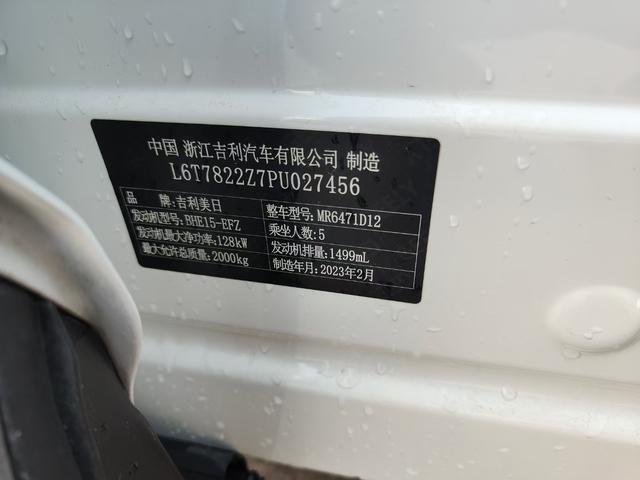 中国 浙江吉利汽车有限公司 制造
L6T7822Z7PU027456
品 牌:吉利美日
整车型号:MR6471D12
发动机型号:BHE15-EFZ
乘坐人数:5
发动机最大净功率:128kW
发动机排量:1499mL
最大允许总质量:2000kg
制造年月:2023年2月